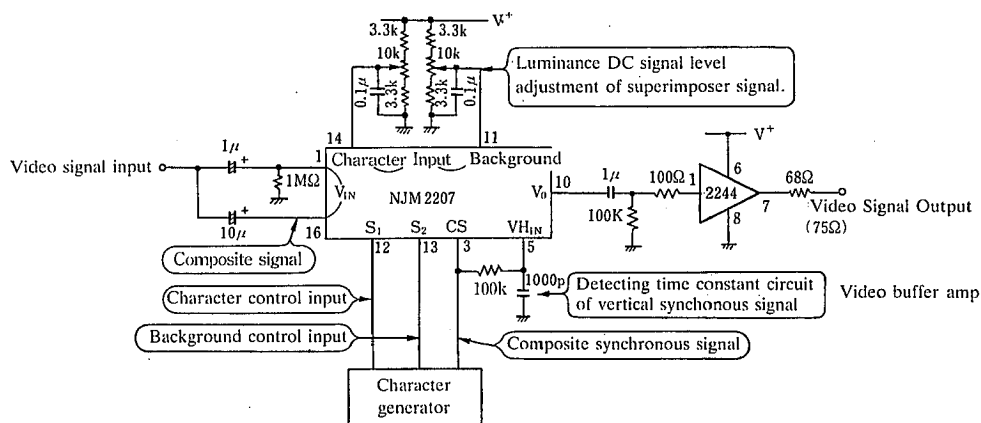 V⁺
3.3k 3.3k
10k 10k
0.1μ 3.3k 3.3k 0.1μ
Luminance DC signal level
adjustment of superimposer signal.
14 11
Video signal input 1μ + 1 Character Input Background
1MΩ
VIN NJM 2207 V0 10 1μ 100Ω 1 2244 6 V⁺ 68Ω
10μ + 16
100K 8 7 Video Signal Output
(75Ω)
S1 S2 CS VHIN
12 13 3 5
Composite signal
100k 1000p
Detecting time constant circuit
of vertical synchonous signal
Video buffer amp
Character control input
Background control input
Composite synchronous signal
Character
generator